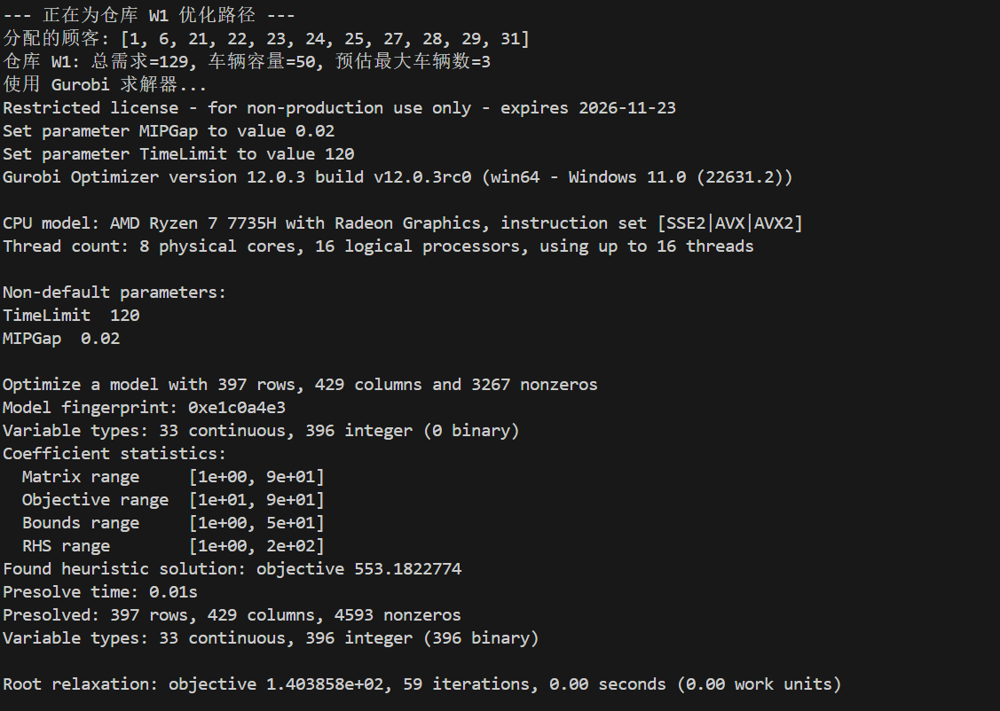 --- 正在为仓库 W1 优化路径 ---
分配的顾客: [1, 6, 21, 22, 23, 24, 25, 27, 28, 29, 31]
仓库 W1: 总需求=129, 车辆容量=50, 预估最大车辆数=3
使用 Gurobi 求解器...
Restricted license - for non-production use only - expires 2026-11-23
Set parameter MIPGap to value 0.02
Set parameter TimeLimit to value 120
Gurobi Optimizer version 12.0.3 build v12.0.3rc0 (win64 - Windows 11.0 (22631.2))
CPU model: AMD Ryzen 7 7735H with Radeon Graphics, instruction set [SSE2|AVX|AVX2]
Thread count: 8 physical cores, 16 logical processors, using up to 16 threads
Non-default parameters:
TimeLimit  120
MIPGap  0.02
Optimize a model with 397 rows, 429 columns and 3267 nonzeros
Model fingerprint: 0xe1c0a4e3
Variable types: 33 continuous, 396 integer (0 binary)
Coefficient statistics:
  Matrix range     [1e+00, 9e+01]
  Objective range  [1e+01, 9e+01]
  Bounds range     [1e+00, 5e+01]
  RHS range        [1e+00, 2e+02]
Found heuristic solution: objective 553.1822774
Presolve time: 0.01s
Presolved: 397 rows, 429 columns, 4593 nonzeros
Variable types: 33 continuous, 396 integer (396 binary)
Root relaxation: objective 1.403858e+02, 59 iterations, 0.00 seconds (0.00 work units)